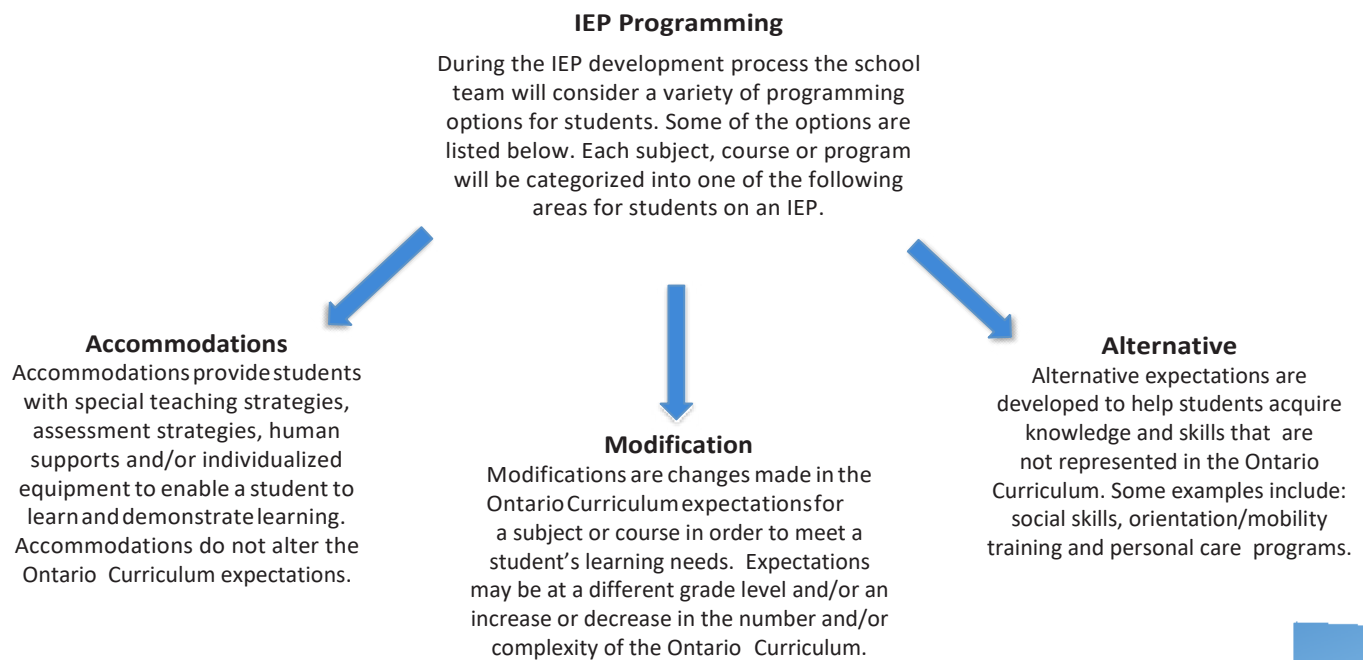 IEP Programming
During the IEP development process the school
team will consider a variety of programming
options for students. Some of the options are
listed below. Each subject, course or program
will be categorized into one of the following
areas for students on an IEP.
Accommodations
Accommodations provide students
with special teaching strategies,
assessment strategies, human
supports and/or individualized
equipment to enable a student to
learn and demonstrate learning.
Accommodations do not alter the
Ontario Curriculum expectations.
Modification
Modifications are changes made in the
Ontario Curriculum expectations for
a subject or course in order to meet a
student’s learning needs. Expectations
may be at a different grade level and/or an
increase or decrease in the number and/or
complexity of the Ontario Curriculum.
Alternative
Alternative expectations are
developed to help students acquire
knowledge and skills that are
not represented in the Ontario
Curriculum. Some examples include:
social skills, orientation/mobility
training and personal care programs.